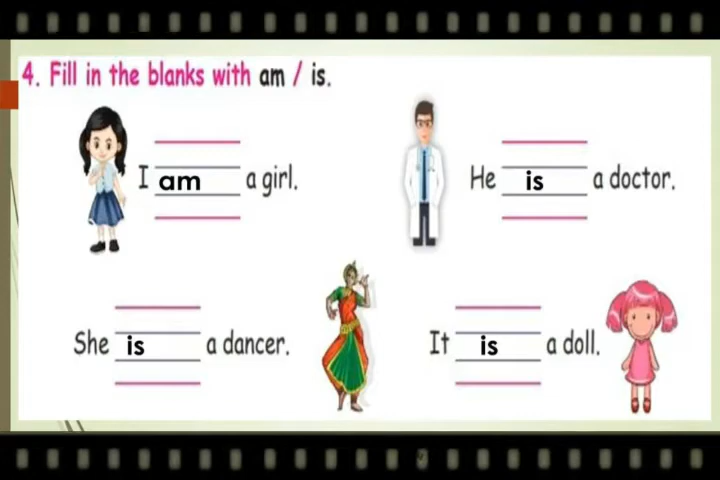 4. Fill in the blanks with am / is.
I am a girl.
He is a doctor.
She is a dancer.
It is a doll.